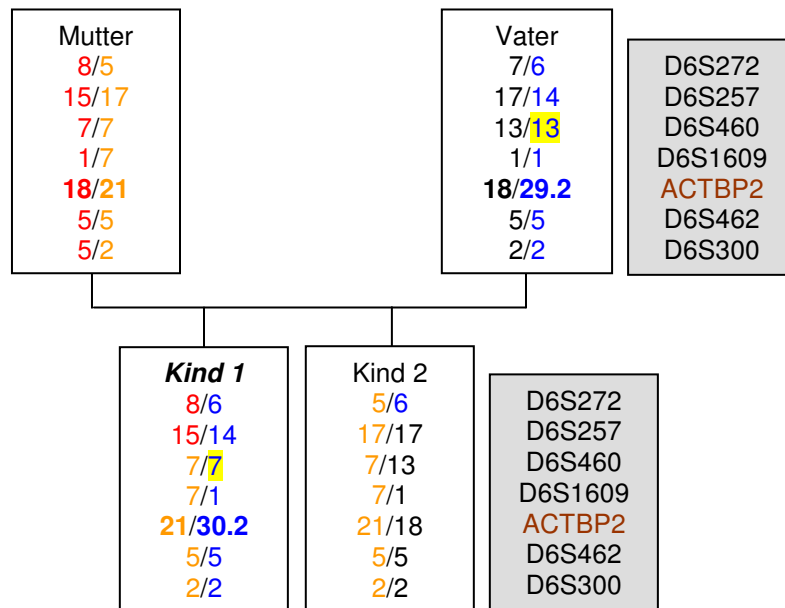 Mutter
8/5
15/17
7/7
1/7
18/21
5/5
5/2
Vater
7/6
17/14
13/13
1/1
18/29.2
5/5
2/2
D6S272
D6S257
D6S460
D6S1609
ACTBP2
D6S462
D6S300
Kind 1
8/6
15/14
7/7
7/1
21/30.2
5/5
2/2
Kind 2
5/6
17/17
7/13
7/1
21/18
5/5
2/2
D6S272
D6S257
D6S460
D6S1609
ACTBP2
D6S462
D6S300